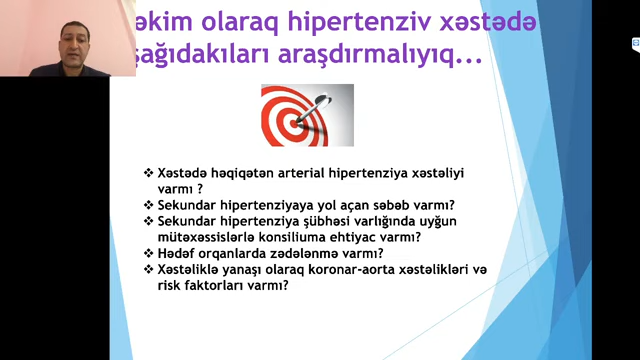 olaraq hipertenziv xəstədə
araşdırmalıyıq...
❖ Xəstədə həqiqətən arterial hipertenziya xəstəliyi
varmı ?
❖ Sekundar hipertenziyaya yol açan səbəb varmı?
❖ Sekundar hipertenziya şübhəsi varlığında uyğun
mütəxəssislərlə konsiliuma ehtiyac varmı?
❖ Hədəf orqanlarda zədələnmə varmı?
❖ Xəstəliklə yanaşı olaraq koronar-aorta xəstəlikləri və
risk faktorları varmı?